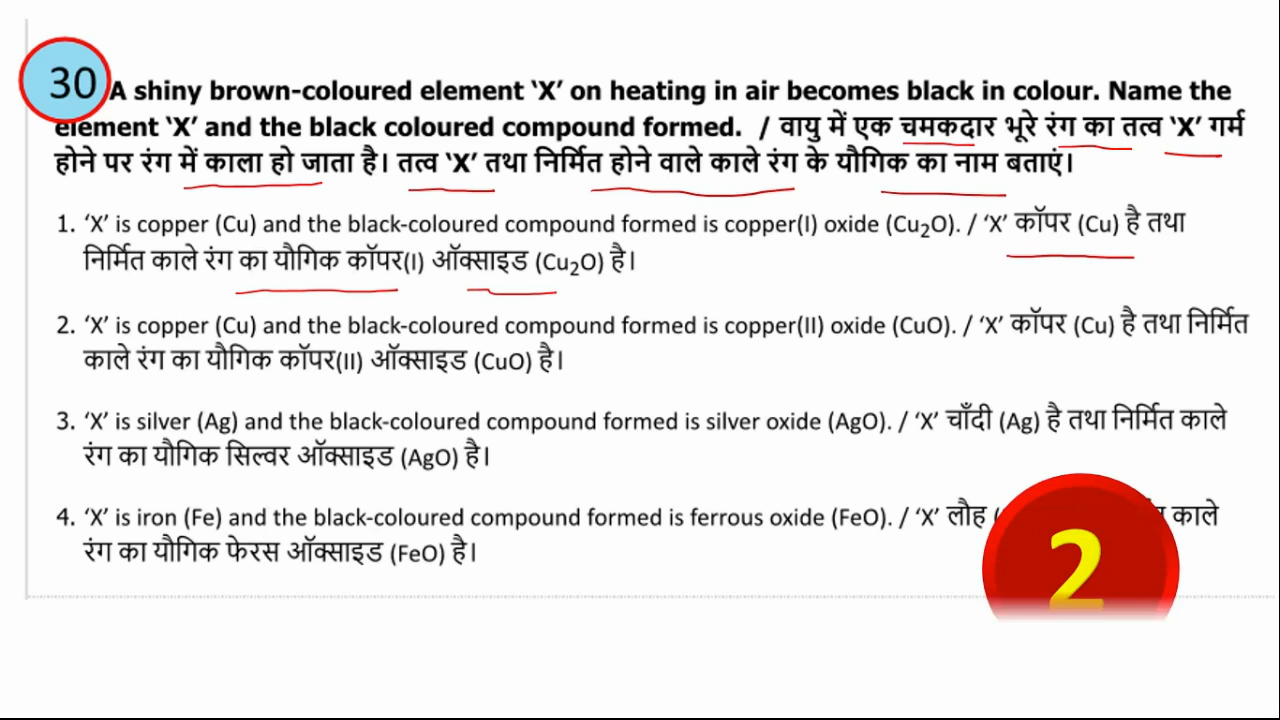 30
A shiny brown-coloured element ‘X’ on heating in air becomes black in colour. Name the
element ‘X’ and the black coloured compound formed. / वायु में एक चमकदार भूरे रंग का तत्व ‘X’ गर्म
होने पर रंग में काला हो जाता है। तत्व ‘X’ तथा निर्मित होने वाले काले रंग के यौगिक का नाम बताएं।
1. ‘X’ is copper (Cu) and the black-coloured compound formed is copper(I) oxide (Cu₂O). / ‘X’ कॉपर (Cu) है तथा
निर्मित काले रंग का यौगिक कॉपर(I) ऑक्साइड (Cu₂O) है।
2. ‘X’ is copper (Cu) and the black-coloured compound formed is copper(II) oxide (CuO). / ‘X’ कॉपर (Cu) है तथा निर्मित
काले रंग का यौगिक कॉपर(II) ऑक्साइड (CuO) है।
3. ‘X’ is silver (Ag) and the black-coloured compound formed is silver oxide (AgO). / ‘X’ चाँदी (Ag) है तथा निर्मित काले
रंग का यौगिक सिल्वर ऑक्साइड (AgO) है।
4. ‘X’ is iron (Fe) and the black-coloured compound formed is ferrous oxide (FeO). / ‘X’ लौह ( काले
रंग का यौगिक फेरस ऑक्साइड (FeO) है।
2